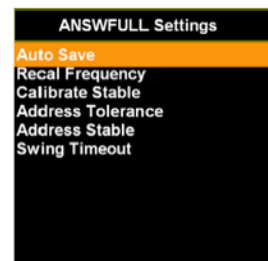 ANSWFULL Settings
Auto Save
Recal Frequency
Calibrate Stable
Address Tolerance
Address Stable
Swing Timeout